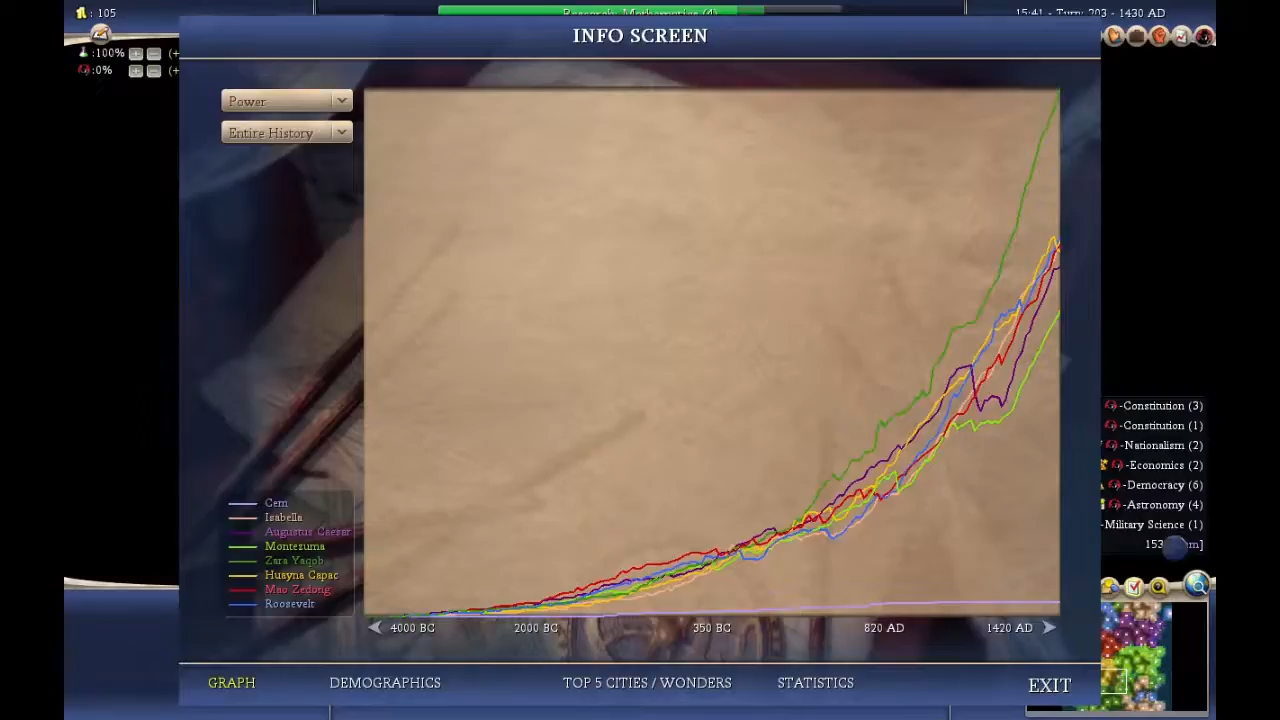 : 105
Research: Mathematics (4)
15:41 - Turn: 203 - 1430 AD
INFO SCREEN
:100%
:0%
Power
Entire History
Cem
Isabella
Augustus Caesar
Montezuma
Zara Yaqob
Huayna Capac
Mao Zedong
Roosevelt
4000 BC
2000 BC
350 BC
820 AD
1420 AD
-Constitution (3)
-Constitution (1)
-Nationalism (2)
-Economics (2)
-Democracy (6)
-Astronomy (4)
-Military Science (1)
GRAPH
DEMOGRAPHICS
TOP 5 CITIES / WONDERS
STATISTICS
EXIT